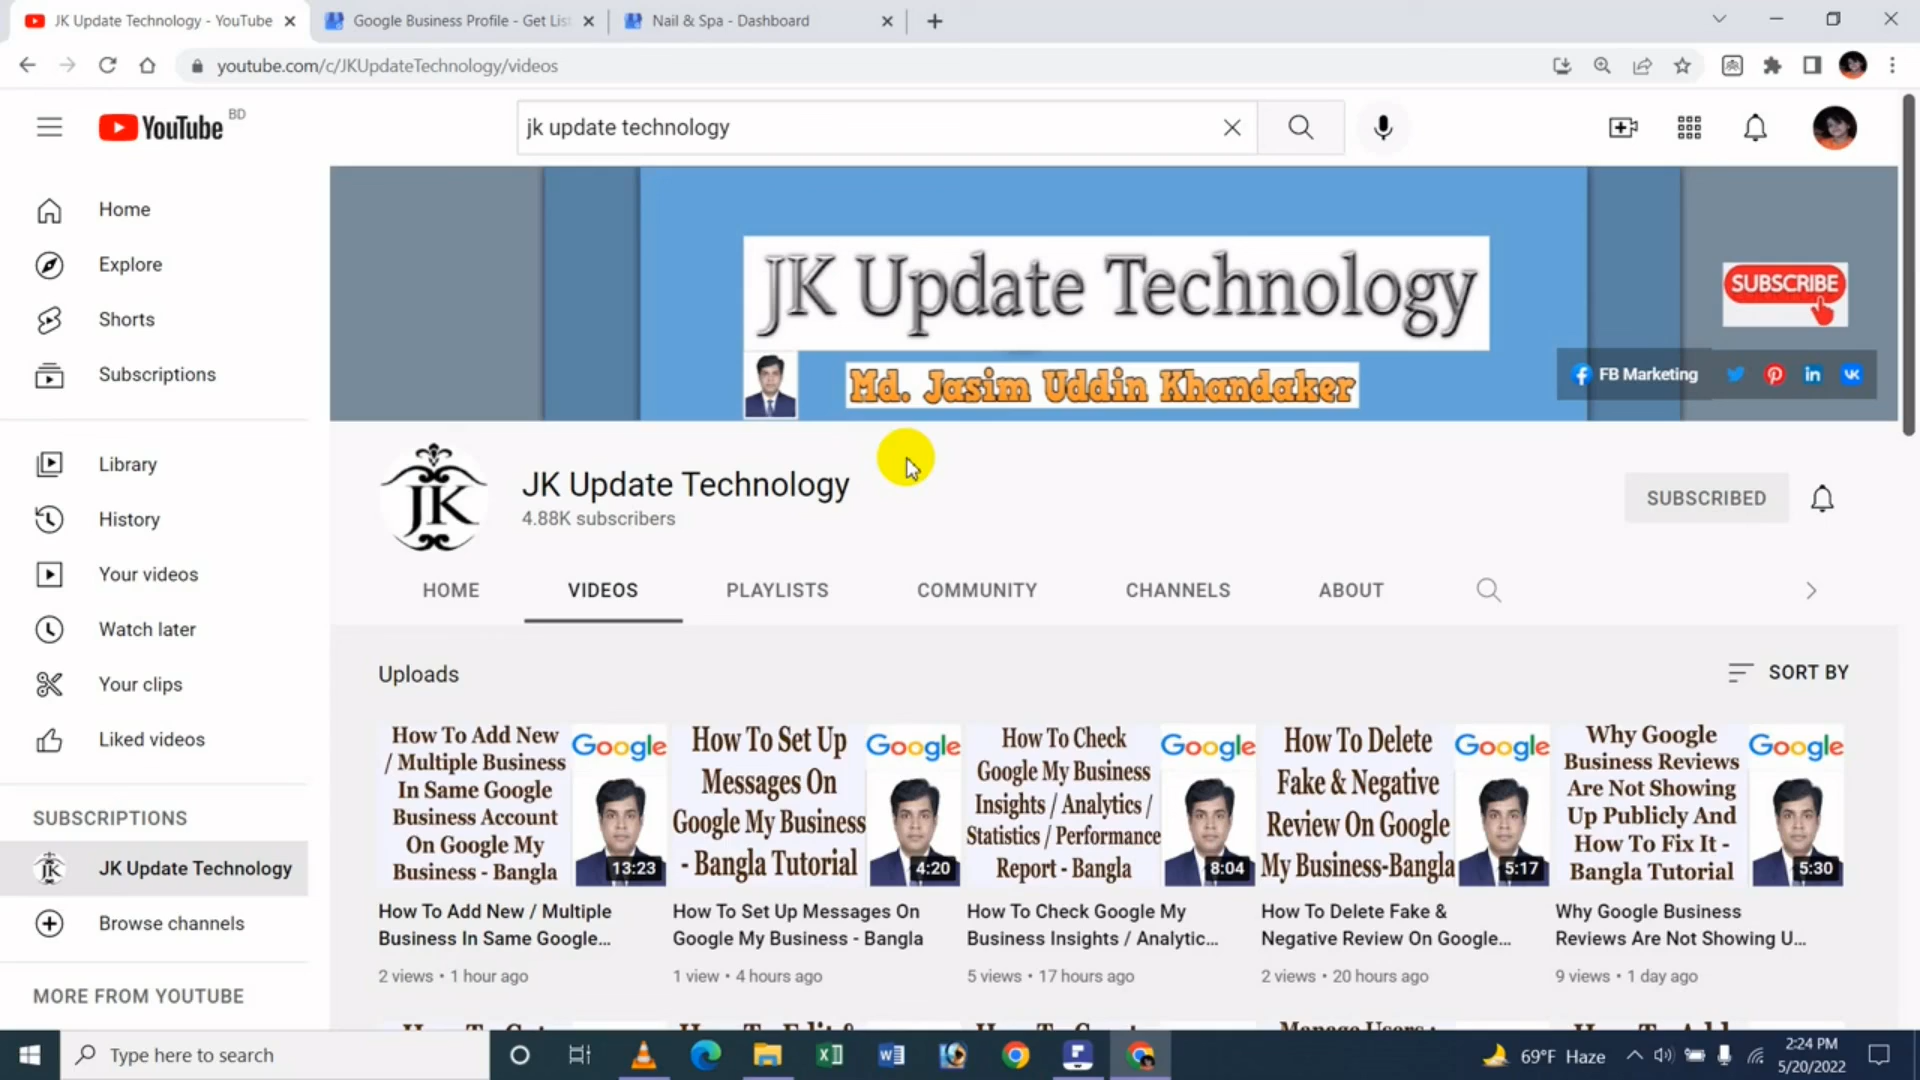 JK Update Technology - YouTube
Google Business Profile - Get List
Nail & Spa - Dashboard
youtube.com/c/JKUpdateTechnology/videos
YouTube BD
jk update technology
Home
Explore
Shorts
Subscriptions
Library
History
Your videos
Watch later
Your clips
Liked videos
SUBSCRIPTIONS
JK Update Technology
Browse channels
MORE FROM YOUTUBE
JK Update Technology
Md. Jasim Uddin Khandaker
SUBSCRIBE
FB Marketing
JK
JK Update Technology
4.88K subscribers
SUBSCRIBED
HOME VIDEOS PLAYLISTS COMMUNITY CHANNELS ABOUT
Uploads
SORT BY
How To Add New
/ Multiple Business
In Same Google
Business Account
On Google My
Business - Bangla
Google
13:23
How To Add New / Multiple
Business In Same Google...
2 views • 1 hour ago
How To Set Up
Messages On
Google My Business
- Bangla Tutorial
Google
4:20
How To Set Up Messages On
Google My Business - Bangla
1 view • 4 hours ago
How To Check
Google My Business
Insights / Analytics /
Statistics / Performance
Report - Bangla
Google
8:04
How To Check Google My
Business Insights / Analytic...
5 views • 17 hours ago
How To Delete
Fake & Negative
Review On Google
My Business-Bangla
Google
5:17
How To Delete Fake &
Negative Review On Google...
2 views • 20 hours ago
Why Google
Business Reviews
Are Not Showing
Up Publicly And
How To Fix It -
Bangla Tutorial
Google
5:30
Why Google Business
Reviews Are Not Showing U...
9 views • 1 day ago
Type here to search
69°F Haze
2:24 PM
5/20/2022